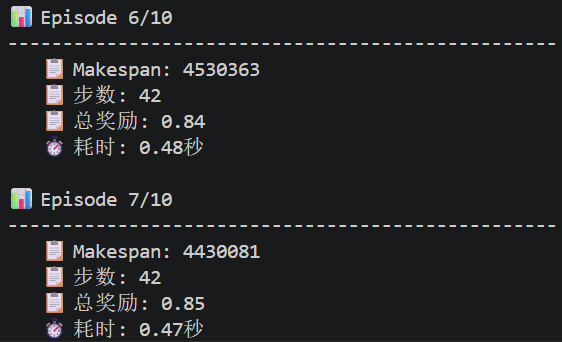 📊 Episode 6/10
--------------------------------------------------
📋 Makespan: 4530363
📋 步数: 42
📋 总奖励: 0.84
⏱ 耗时: 0.48秒
📊 Episode 7/10
--------------------------------------------------
📋 Makespan: 4430081
📋 步数: 42
📋 总奖励: 0.85
⏱ 耗时: 0.47秒